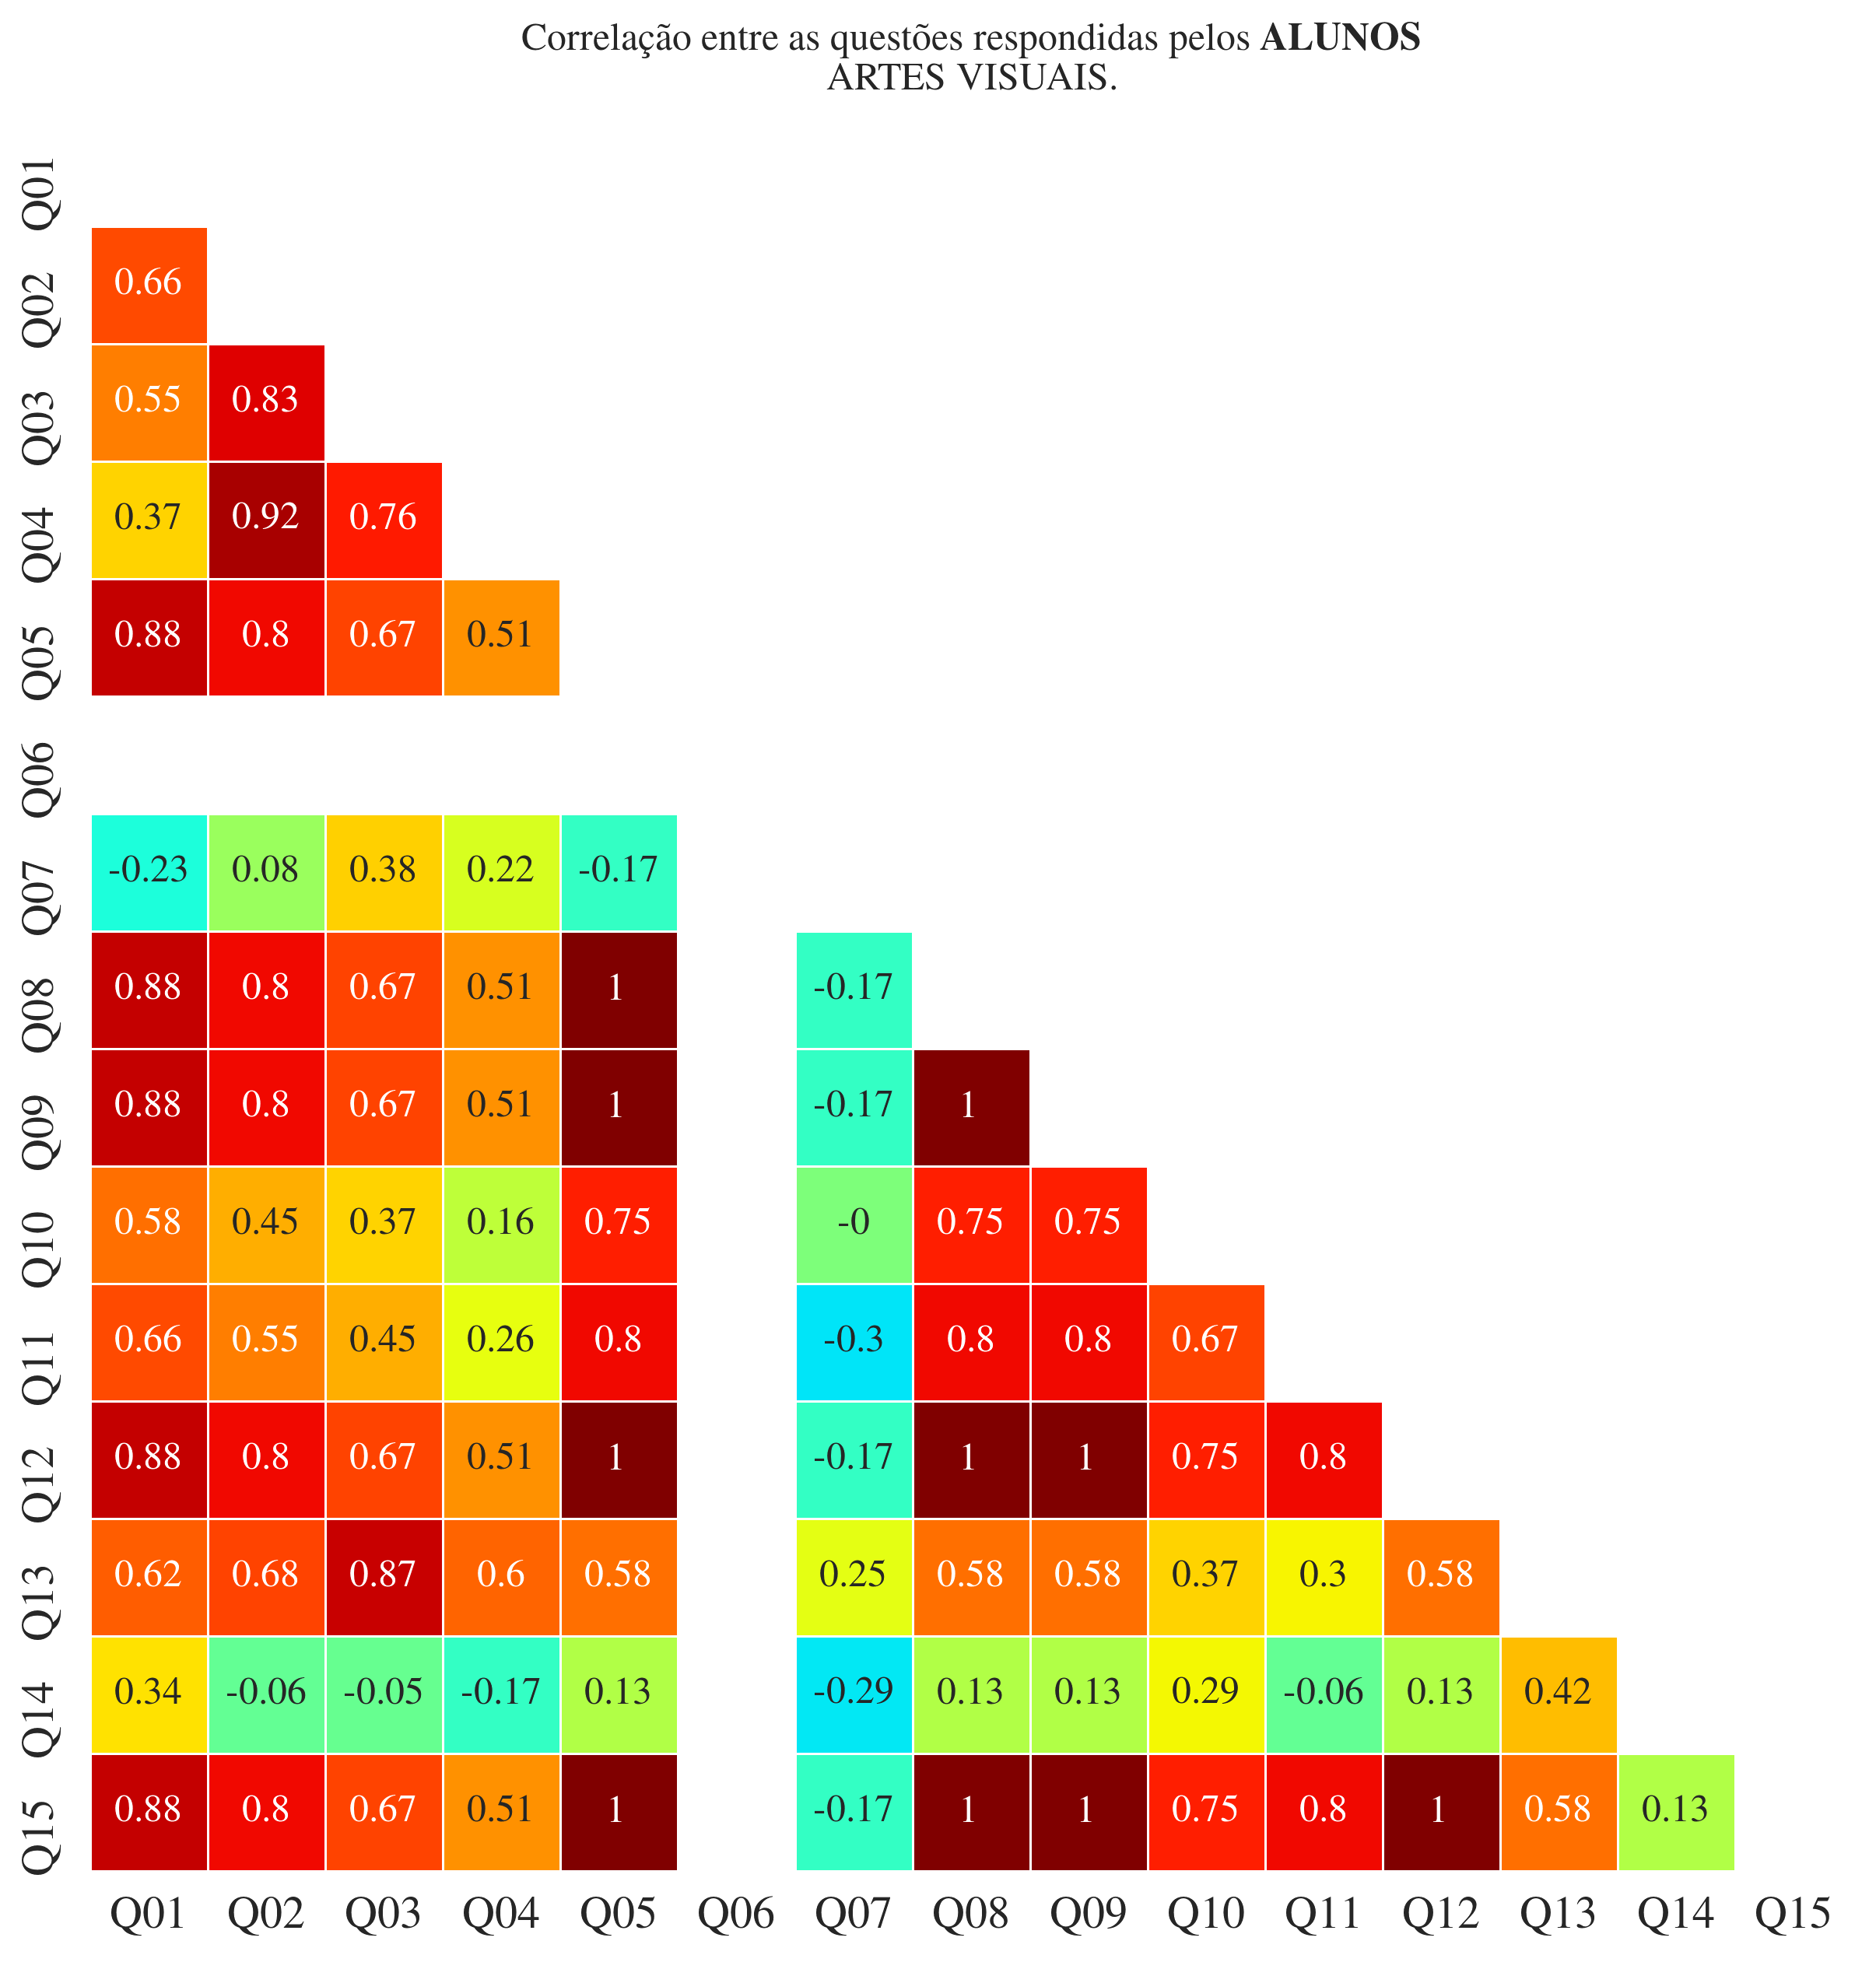 Correlação entre as questões respondidas pelos ALUNOS
ARTES VISUAIS.
Q01
Q02 0.66
Q03 0.55 0.83
Q04 0.37 0.92 0.76
Q05 0.88 0.8 0.67 0.51
Q06
Q07 -0.23 0.08 0.38 0.22 -0.17
Q08 0.88 0.8 0.67 0.51 1 -0.17
Q09 0.88 0.8 0.67 0.51 1 -0.17 1
Q10 0.58 0.45 0.37 0.16 0.75 -0 0.75 0.75
Q11 0.66 0.55 0.45 0.26 0.8 -0.3 0.8 0.8 0.67
Q12 0.88 0.8 0.67 0.51 1 -0.17 1 1 0.75 0.8
Q13 0.62 0.68 0.87 0.6 0.58 0.25 0.58 0.58 0.37 0.3 0.58
Q14 0.34 -0.06 -0.05 -0.17 0.13 -0.29 0.13 0.13 0.29 -0.06 0.13 0.42
Q15 0.88 0.8 0.67 0.51 1 -0.17 1 1 0.75 0.8 1 0.58 0.13
Q01 Q02 Q03 Q04 Q05 Q06 Q07 Q08 Q09 Q10 Q11 Q12 Q13 Q14 Q15